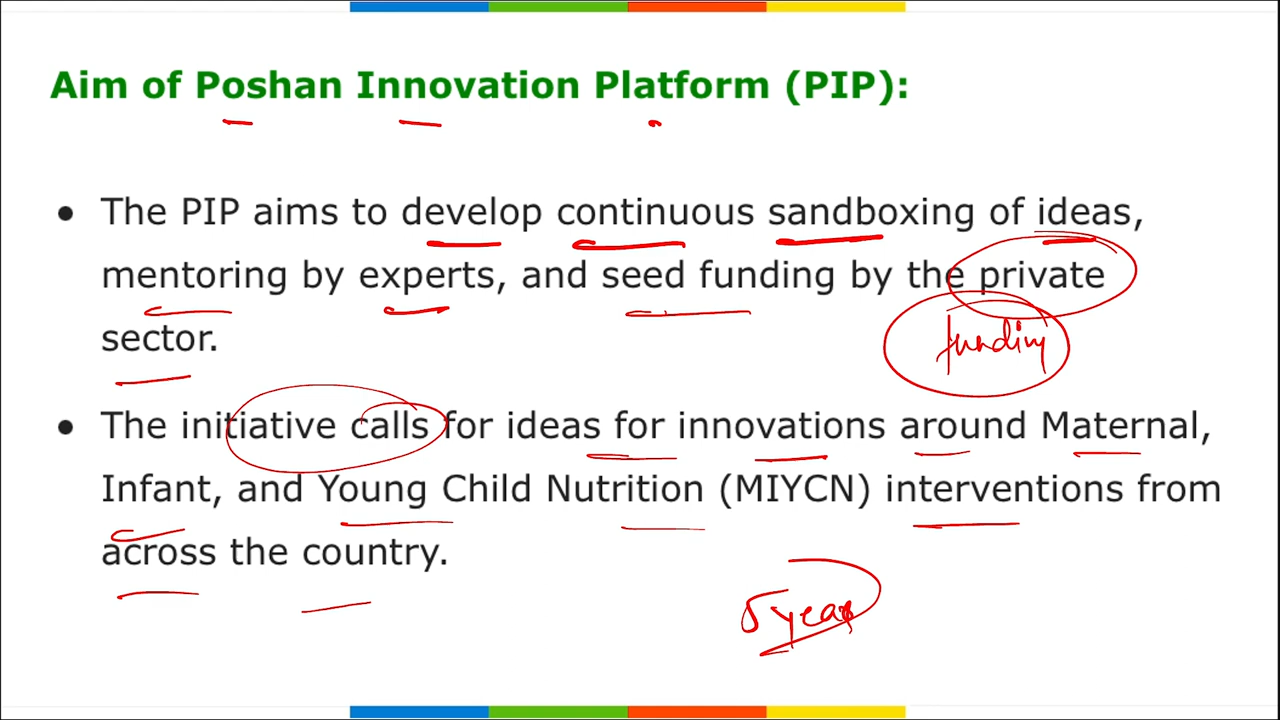 Aim of Poshan Innovation Platform (PIP):
● The PIP aims to develop continuous sandboxing of ideas,
mentoring by experts, and seed funding by the private
sector.
funding
● The initiative calls for ideas for innovations around Maternal,
Infant, and Young Child Nutrition (MIYCN) interventions from
across the country.
5 year